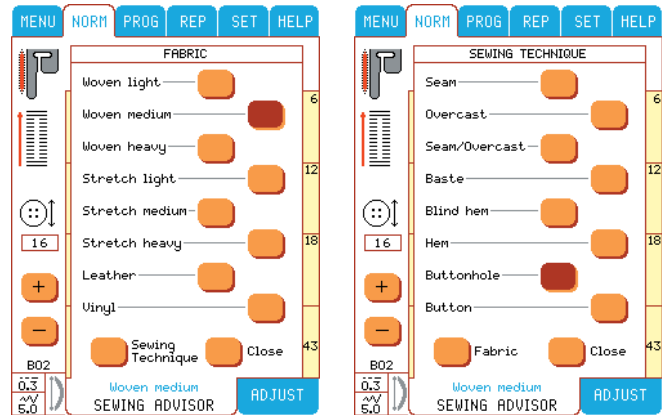 MENU NORM PROG REP SET HELP
FABRIC
Woven light
Woven medium
Woven heavy
Stretch light
Stretch medium
Stretch heavy
Leather
Vinyl
Sewing Technique
Close
6
12
18
43
16
+
−
B02
0.3
5.0
Woven medium
SEWING ADVISOR
ADJUST
MENU NORM PROG REP SET HELP
SEWING TECHNIQUE
Seam
Overcast
Seam/Overcast
Baste
Blind hem
Hem
Buttonhole
Button
Fabric
Close
6
12
18
43
16
+
−
B02
0.3
5.0
Woven medium
SEWING ADVISOR
ADJUST